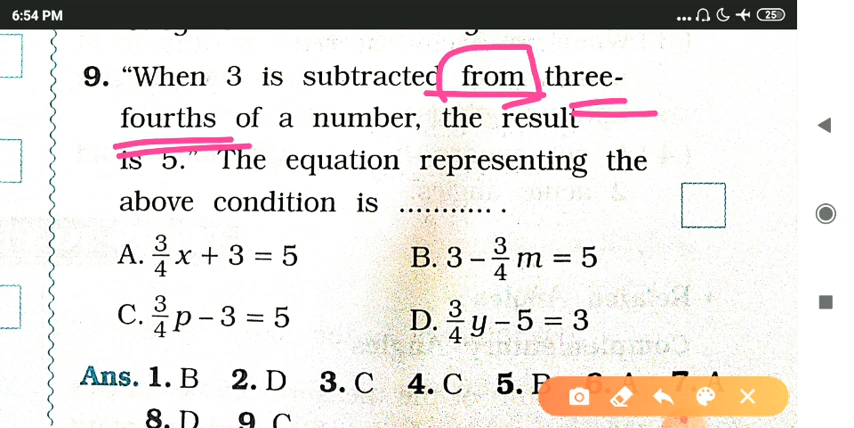 6:54 PM
25
9. “When 3 is subtracted from three-
fourths of a number, the result
is 5.” The equation representing the
above condition is ............ .
A. 3/4 x + 3 = 5 B. 3 – 3/4 m = 5
C. 3/4 p – 3 = 5 D. 3/4 y – 5 = 3
Ans. 1. B 2. D 3. C 4. C 5. B 6. A 7. A
8. D 9. C